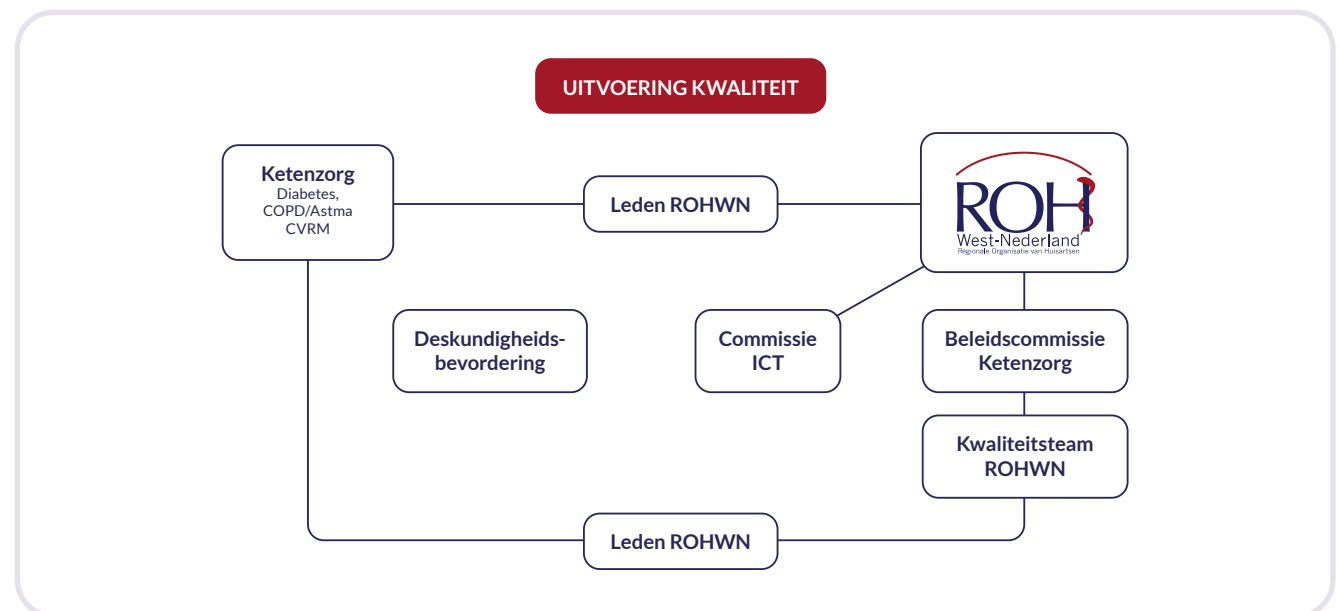 UITVOERING KWALITEIT
Ketenzorg
Diabetes,
COPD/Astma
CVRM
Leden ROHWN
ROH
West-Nederland
Regionale Organisatie van Huisartsen
Deskundigheids-
bevordering
Commissie
ICT
Beleidscommissie
Ketenzorg
Kwaliteitsteam
ROHWN
Leden ROHWN